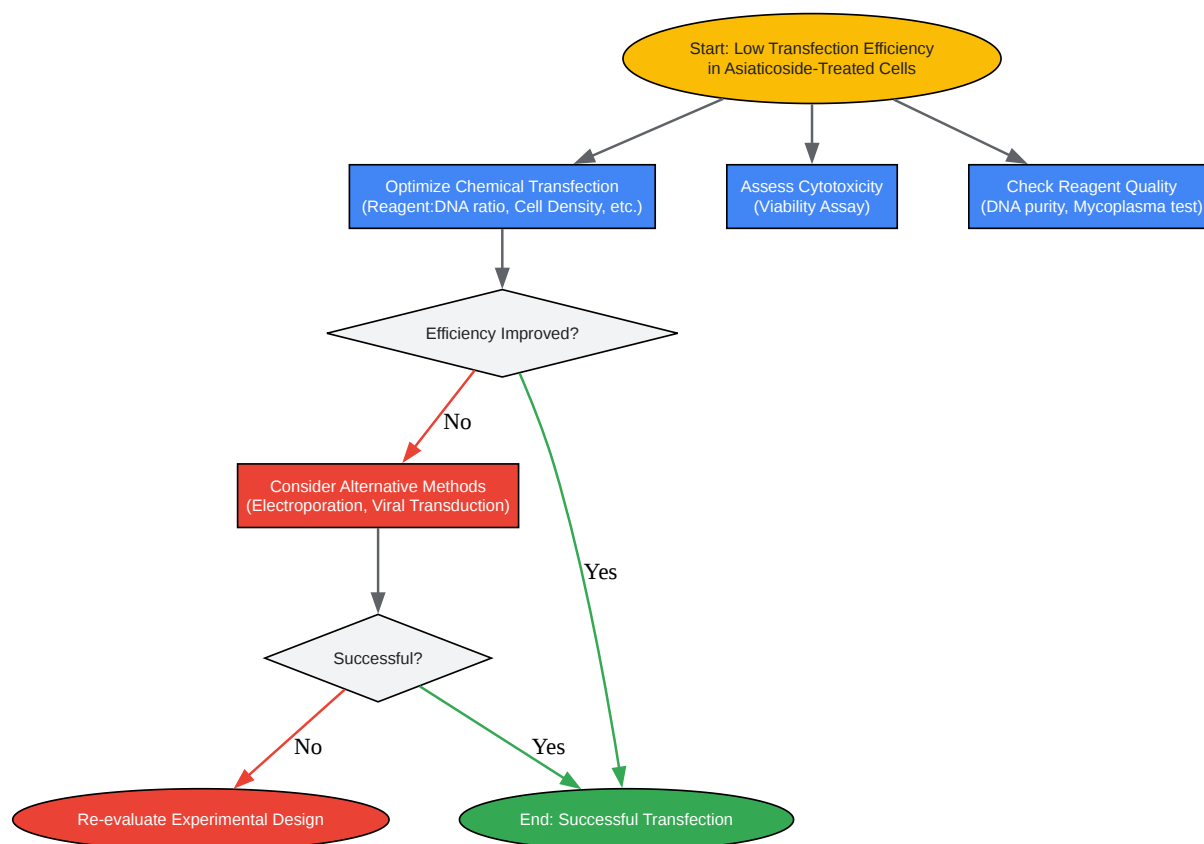 Start: Low Transfection Efficiency
in Asiaticoside-Treated Cells
Optimize Chemical Transfection
(Reagent:DNA ratio, Cell Density, etc.)
Assess Cytotoxicity
(Viability Assay)
Check Reagent Quality
(DNA purity, Mycoplasma test)
Efficiency Improved?
No
Consider Alternative Methods
(Electroporation, Viral Transduction)
Yes
Successful?
No
Yes
Re-evaluate Experimental Design
End: Successful Transfection